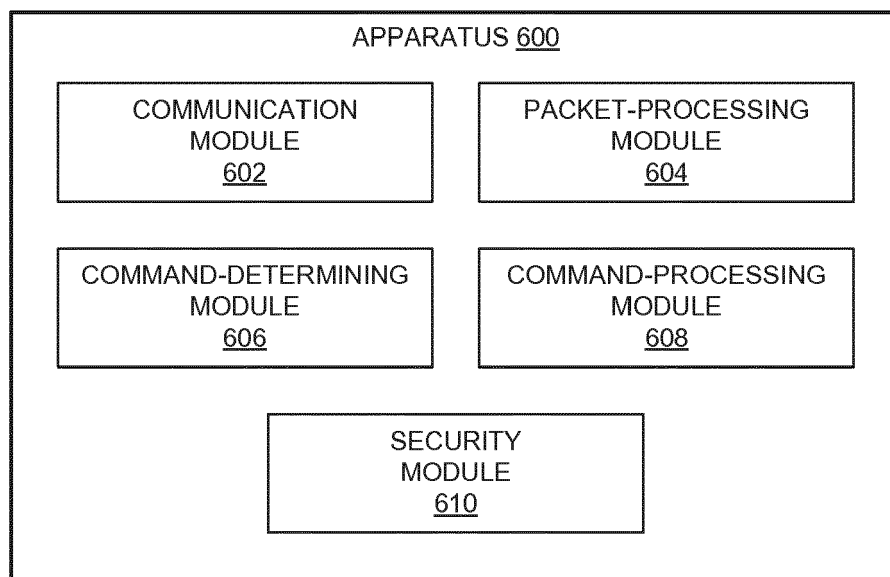 APPARATUS 600
COMMUNICATION
MODULE
602
PACKET-PROCESSING
MODULE
604
COMMAND-DETERMINING
MODULE
606
COMMAND-PROCESSING
MODULE
608
SECURITY
MODULE
610